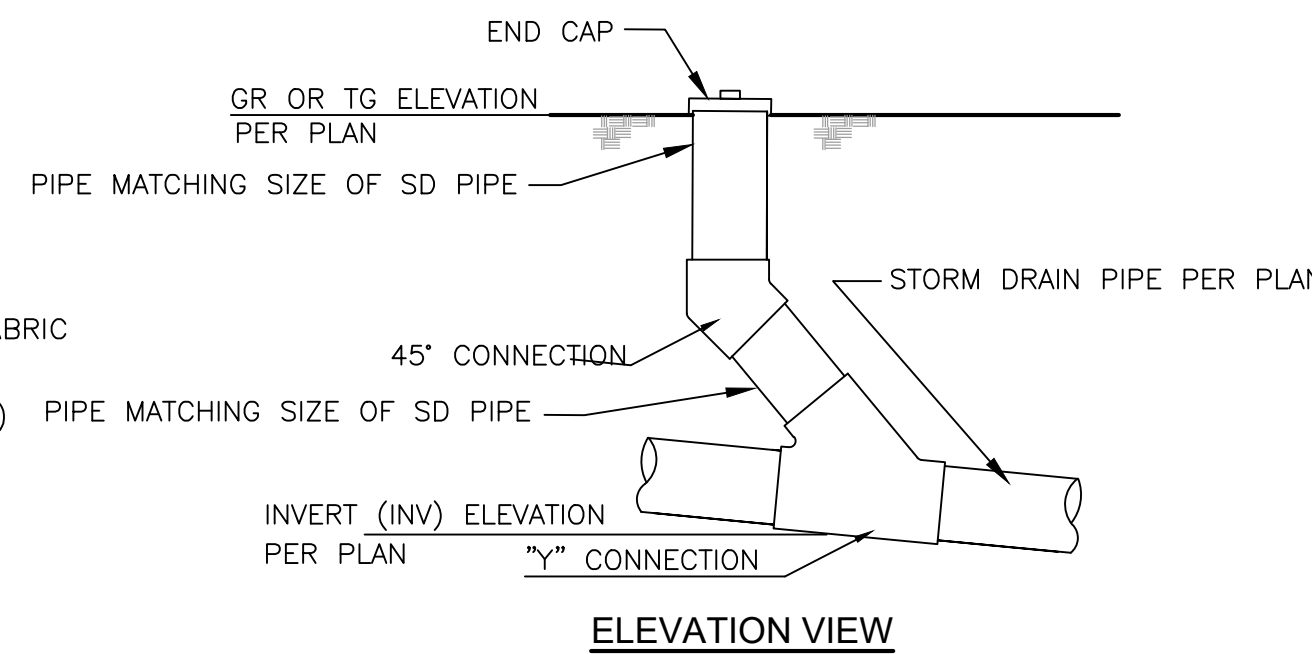 END CAP
GR OR TG ELEVATION
PER PLAN
PIPE MATCHING SIZE OF SD PIPE
STORM DRAIN PIPE PER PLAN
ABRIC
45° CONNECTION
) PIPE MATCHING SIZE OF SD PIPE
INVERT (INV) ELEVATION
PER PLAN
"Y" CONNECTION
ELEVATION VIEW